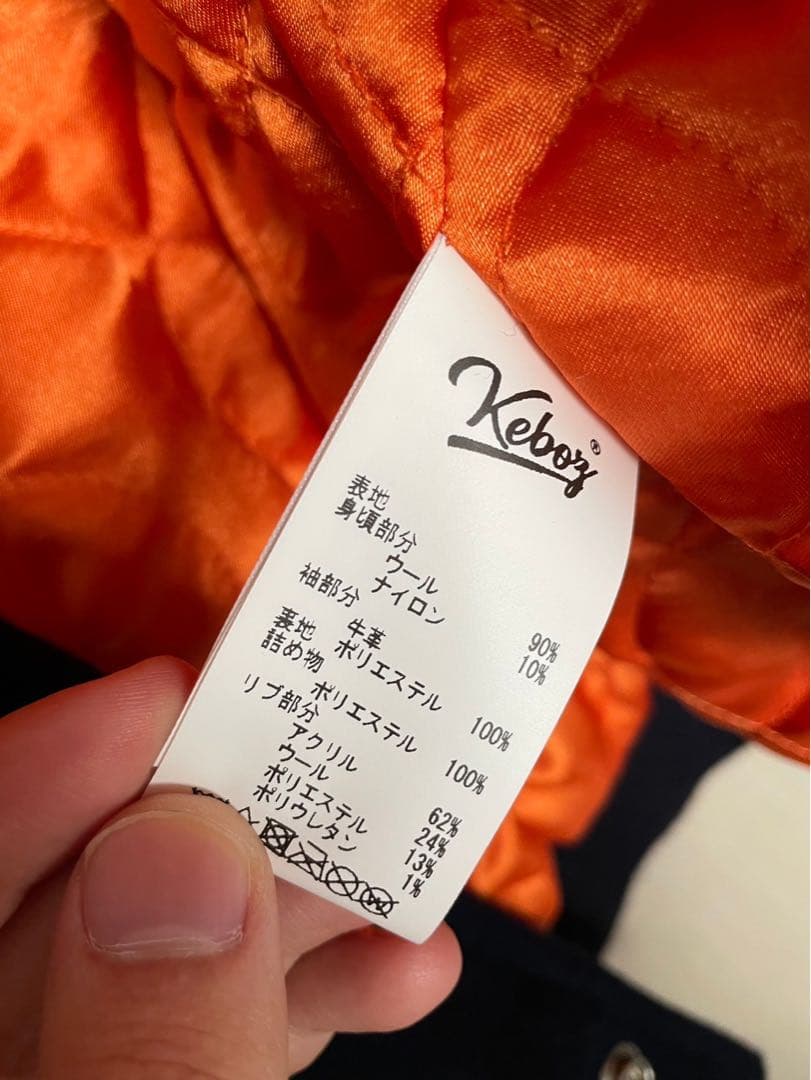 Keboz®
表地
身頃部分
ウール 90%
ナイロン 10%
袖部分
牛革
裏地 ポリエステル 100%
詰め物
ポリエステル 100%
リブ部分
アクリル 62%
ウール 24%
ポリエステル 13%
ポリウレタン 1%